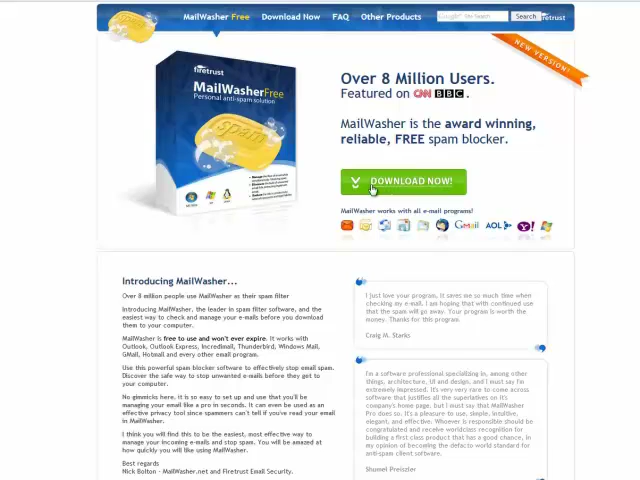 MailWasher Free Download Now FAQ Other Products
Google Site Search Search
NEW VERSION!
firetrust
MailWasherFree
Personal anti-spam solution
spam
Over 8 Million Users.
Featured on CNN BBC.
MailWasher is the award winning,
reliable, FREE spam blocker.
DOWNLOAD NOW!
MailWasher works with all e-mail programs!
Gmail AOL Y!
Introducing MailWasher...
Over 8 million people use MailWasher as their spam filter
Introducing MailWasher, the leader in spam filter software, and the
easiest way to check and manage your e-mails before you download
them to your computer.
MailWasher is free to use and won't ever expire. It works with
Outlook, Outlook Express, Incredimail, Thunderbird, Windows Mail,
GMail, Hotmail and every other email program.
Use this powerful spam blocker software to effectively stop email spam.
Discover the safe way to stop unwanted e-mails before they get to
your computer.
No gimmicks here, it is so easy to set up and use that you'll be
managing your email like a pro in seconds. It can even be used as an
effective privacy tool since spammers can't tell if you've read your email
in MailWasher.
I think you will find this to be the easiest, most effective way to
manage your incoming e-mails and stop spam. You will be amazed at
how quickly you will like using MailWasher.
Best regards
Nick Bolton - MailWasher.net and Firetrust Email Security.
I just love your program, it saves me so much time when
checking my e-mail. I am hoping that with continued use
that the spam will go away. Your program is worth the
money. Thanks for this program.
Craig M. Starks
I'm a software professional specializing in, among other
things, architecture, UI and design, and I must say I'm
extremely impressed. It's very very rare to come across
software that justifies all the superlatives on it's
company's home page, but I must say that MailWasher
Pro does so. It's a pleasure to use, simple, intuitive,
elegant, and effective. Whoever is responsible should be
congratulated and receive worldclass recognition for
building a first class product that has a good chance, in
my opinion of becoming the defacto world standard for
anti-spam client software.
Shumel Preiszler